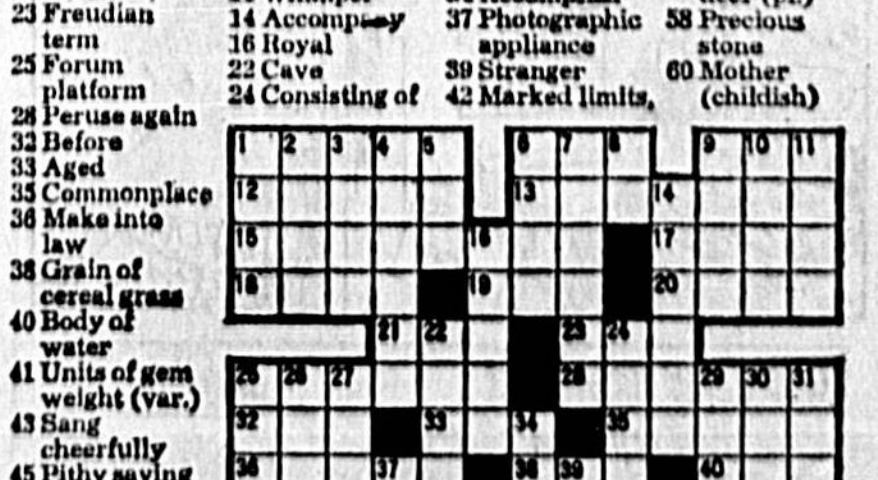 23 Freudian
term
25 Forum
platform
28 Peruse again
32 Before
33 Aged
35 Commonplace
36 Make into
law
38 Grain of
cereal grass
40 Body of
water
41 Units of gem
weight (var.)
43 Sang
cheerfully
45 Pithy saying
14 Accompany
16 Royal
22 Cave
24 Consisting of
37 Photographic
appliance
39 Stranger
42 Marked limits,
58 Precious
stone
60 Mother
(childish)
1 2 3 4 5 6 7 8 9 10 11
12 13 14
15 16 17
18 19 20
21 22 23 24
25 26 27 28 29 30 31
32 33 34 35
36 37 38 39 40